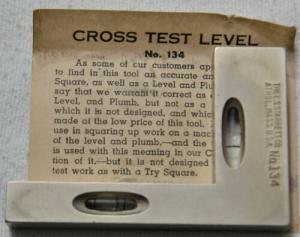 CROSS TEST LEVEL
No. 134
As some of our customers app
to find in this tool an accurate an
Square, as well as a Level and Plu
say that we warrant it correct as
Level, and Plumb, but not as a
which it is not designed, and which
made at the low price of this tool.
use in squaring up work on a mach
of the level and plumb,—and the
is used with this meaning in our C
tion of it,—but it is not designed
test work as with a Try Square.
No.134